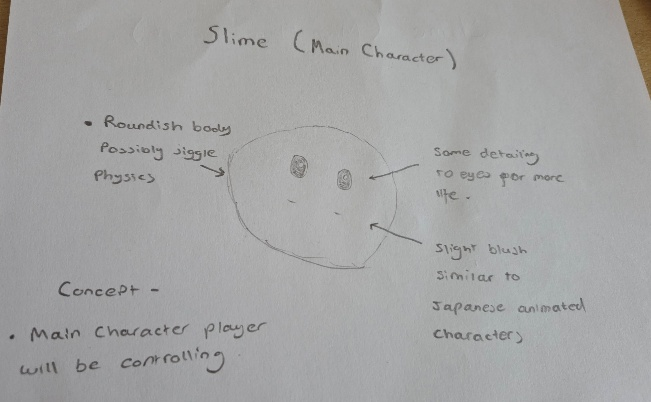 Slime (Main Character)
• Roundish body
Possibly jiggle
Physics
Some detailing
to eyes for more
life.
Slight blush
similar to
Japanese animated
characters
Concept -
• Main character player
will be controlling